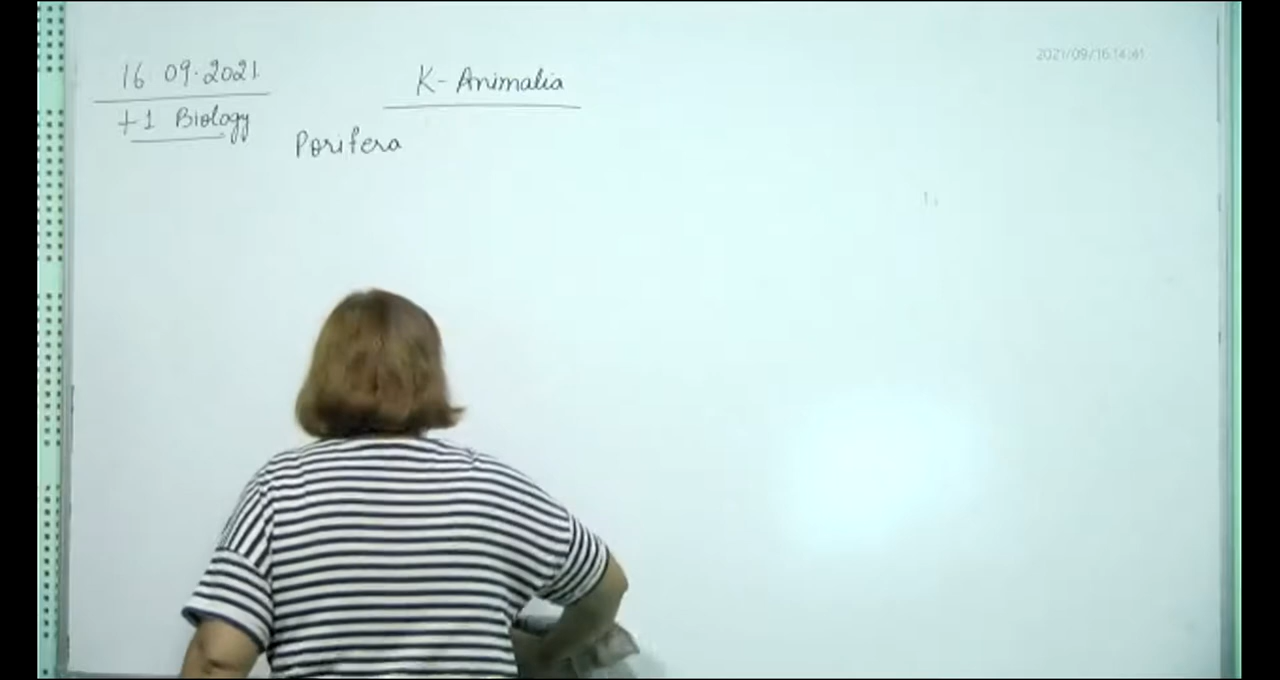 16 09.2021
K- Animalia
+1 Biology
Porifera
2021/09/16 14:41